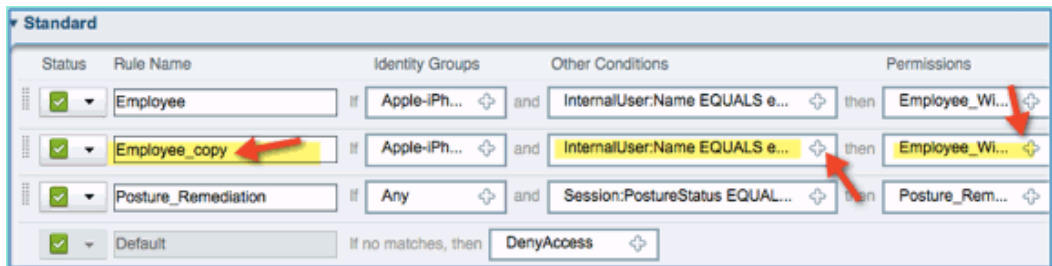 Standard
Status Rule Name Identity Groups Other Conditions Permissions
Employee If Apple-iPh... and InternalUser:Name EQUALS e... then Employee_Wi...
Employee_copy If Apple-iPh... and InternalUser:Name EQUALS e... then Employee_Wi...
Posture_Remediation If Any and Session:PostureStatus EQUAL... then Posture_Rem...
Default If no matches, then DenyAccess